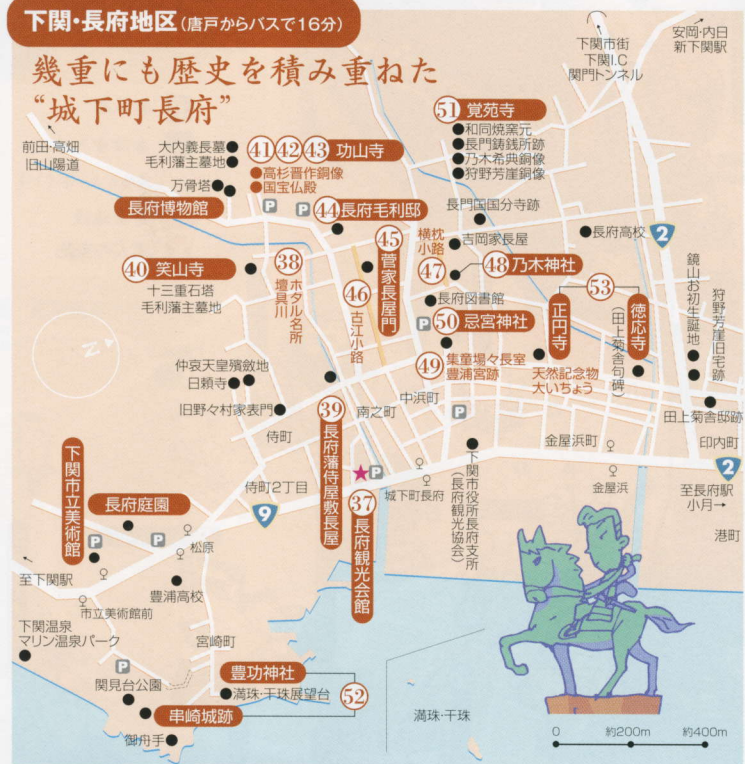 下関・長府地区(唐戸からバスで16分)
幾重にも歴史を積み重ねた
“城下町長府”
下関市街
下関I.C
関門トンネル
安岡・内日
新下関駅
前田・高畑
旧山陽道
大内義長墓
毛利藩主墓地
万骨塔
長府博物館
41 42 43 功山寺
高杉晋作銅像
国宝仏殿
51 覚苑寺
和同焼窯元
長門鋳銭所跡
乃木希典銅像
狩野芳崖銅像
P
P
44 長府毛利邸
長門国国分寺跡
長府高校
2
40 笑山寺
十三重石塔
毛利藩主墓地
38
ホタル名所
壇具川
45
菅家長屋門
46
古江小路
横枕
小路
47
吉岡家長屋
48 乃木神社
長府図書館
50 忌宮神社
P
49
集童場々長室
豊浦宮跡
53
正円寺
徳応寺
(田上菊舎句碑)
天然記念物
大いちょう
鏡山お初生誕地
狩野芳崖旧宅跡
田上菊舎邸跡
印内町
N
仲哀天皇殯斂地
日頼寺
旧野々村家表門
侍町
侍町2丁目
39
長府藩侍屋敷長屋
南之町
中浜町
P
P
37
長府観光会館
城下町長府
下関市役所長府支所
(長府観光協会)
金屋浜町
金屋浜
2
至長府駅
小月→
港町
下関市立美術館
長府庭園
P
P
9
松原
至下関駅
市立美術館前
豊浦高校
下関温泉
マリン温泉パーク
宮崎町
P
関見台公園
豊功神社
満珠・干珠展望台
52
串崎城跡
御舟手
満珠・干珠
0 約200m 約400m